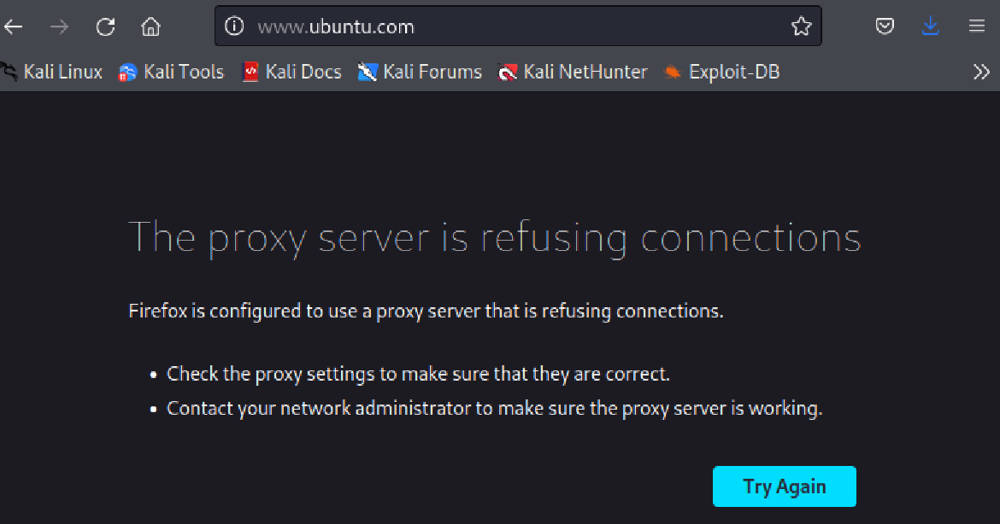 www.ubuntu.com
Kali Linux Kali Tools Kali Docs Kali Forums Kali NetHunter Exploit-DB
The proxy server is refusing connections
Firefox is configured to use a proxy server that is refusing connections.
• Check the proxy settings to make sure that they are correct.
• Contact your network administrator to make sure the proxy server is working.
Try Again